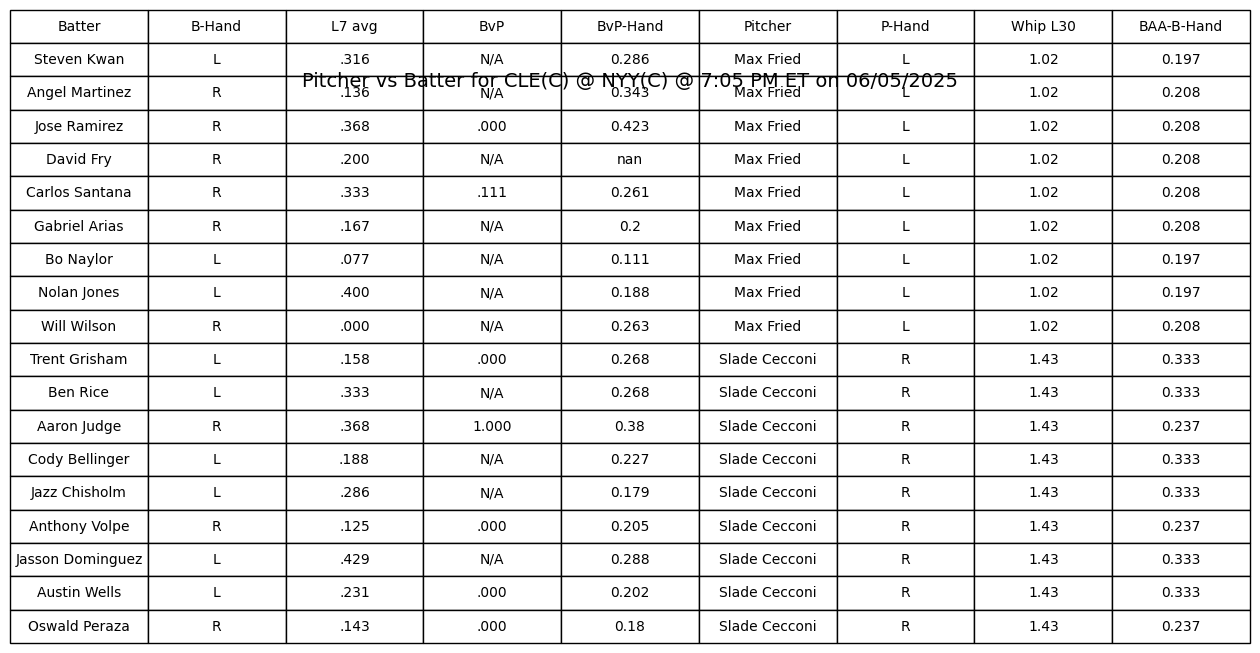 Batter B-Hand L7 avg BvP BvP-Hand Pitcher P-Hand Whip L30 BAA-B-Hand
Steven Kwan L .316 N/A 0.286 Max Fried L 1.02 0.197
Pitcher vs Batter for CLE(C) @ NYY(C) @ 7:05 PM ET on 06/05/2025
Angel Martinez R .136 N/A 0.343 Max Fried L 1.02 0.208
Jose Ramirez R .368 .000 0.423 Max Fried L 1.02 0.208
David Fry R .200 N/A nan Max Fried L 1.02 0.208
Carlos Santana R .333 .111 0.261 Max Fried L 1.02 0.208
Gabriel Arias R .167 N/A 0.2 Max Fried L 1.02 0.208
Bo Naylor L .077 N/A 0.111 Max Fried L 1.02 0.197
Nolan Jones L .400 N/A 0.188 Max Fried L 1.02 0.197
Will Wilson R .000 N/A 0.263 Max Fried L 1.02 0.208
Trent Grisham L .158 .000 0.268 Slade Cecconi R 1.43 0.333
Ben Rice L .333 N/A 0.268 Slade Cecconi R 1.43 0.333
Aaron Judge R .368 1.000 0.38 Slade Cecconi R 1.43 0.237
Cody Bellinger L .188 N/A 0.227 Slade Cecconi R 1.43 0.333
Jazz Chisholm L .286 N/A 0.179 Slade Cecconi R 1.43 0.333
Anthony Volpe R .125 .000 0.205 Slade Cecconi R 1.43 0.237
Jasson Dominguez L .429 N/A 0.288 Slade Cecconi R 1.43 0.333
Austin Wells L .231 .000 0.202 Slade Cecconi R 1.43 0.333
Oswald Peraza R .143 .000 0.18 Slade Cecconi R 1.43 0.237